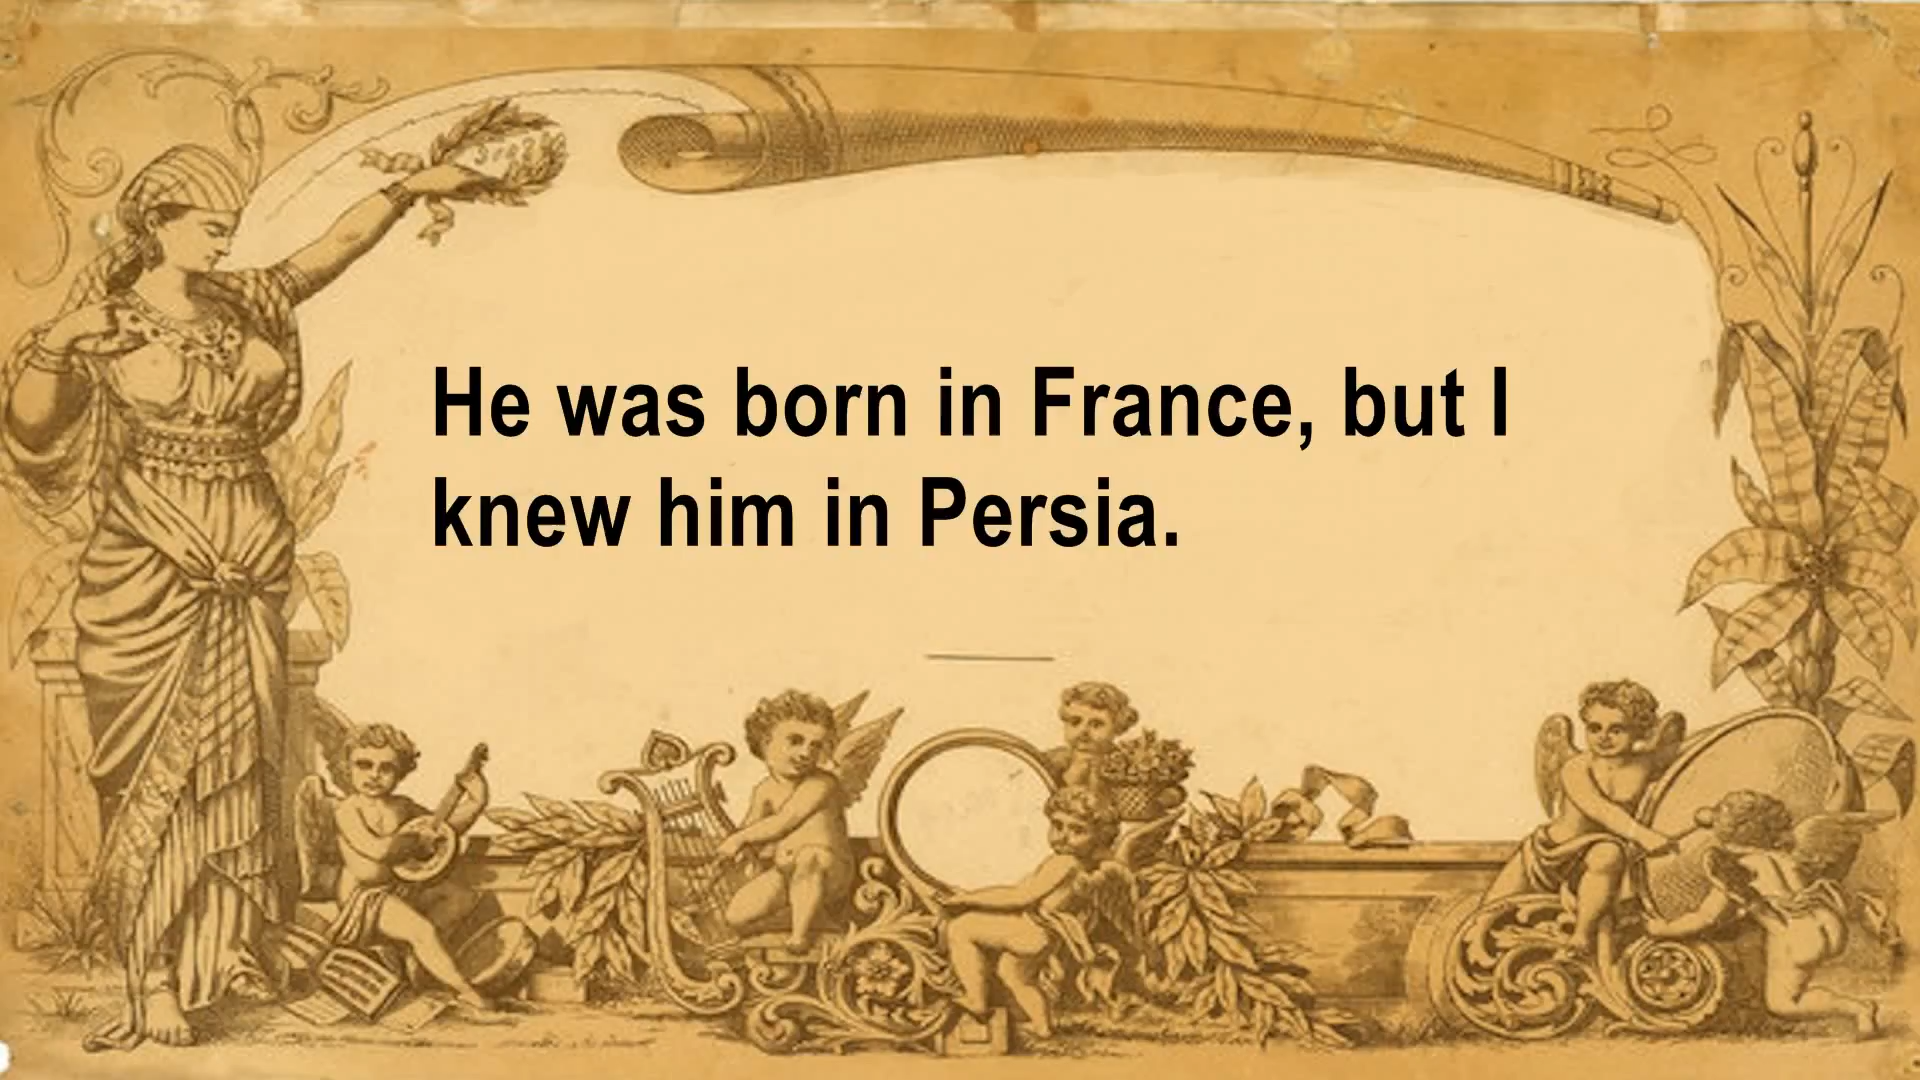 He was born in France, but I
knew him in Persia.